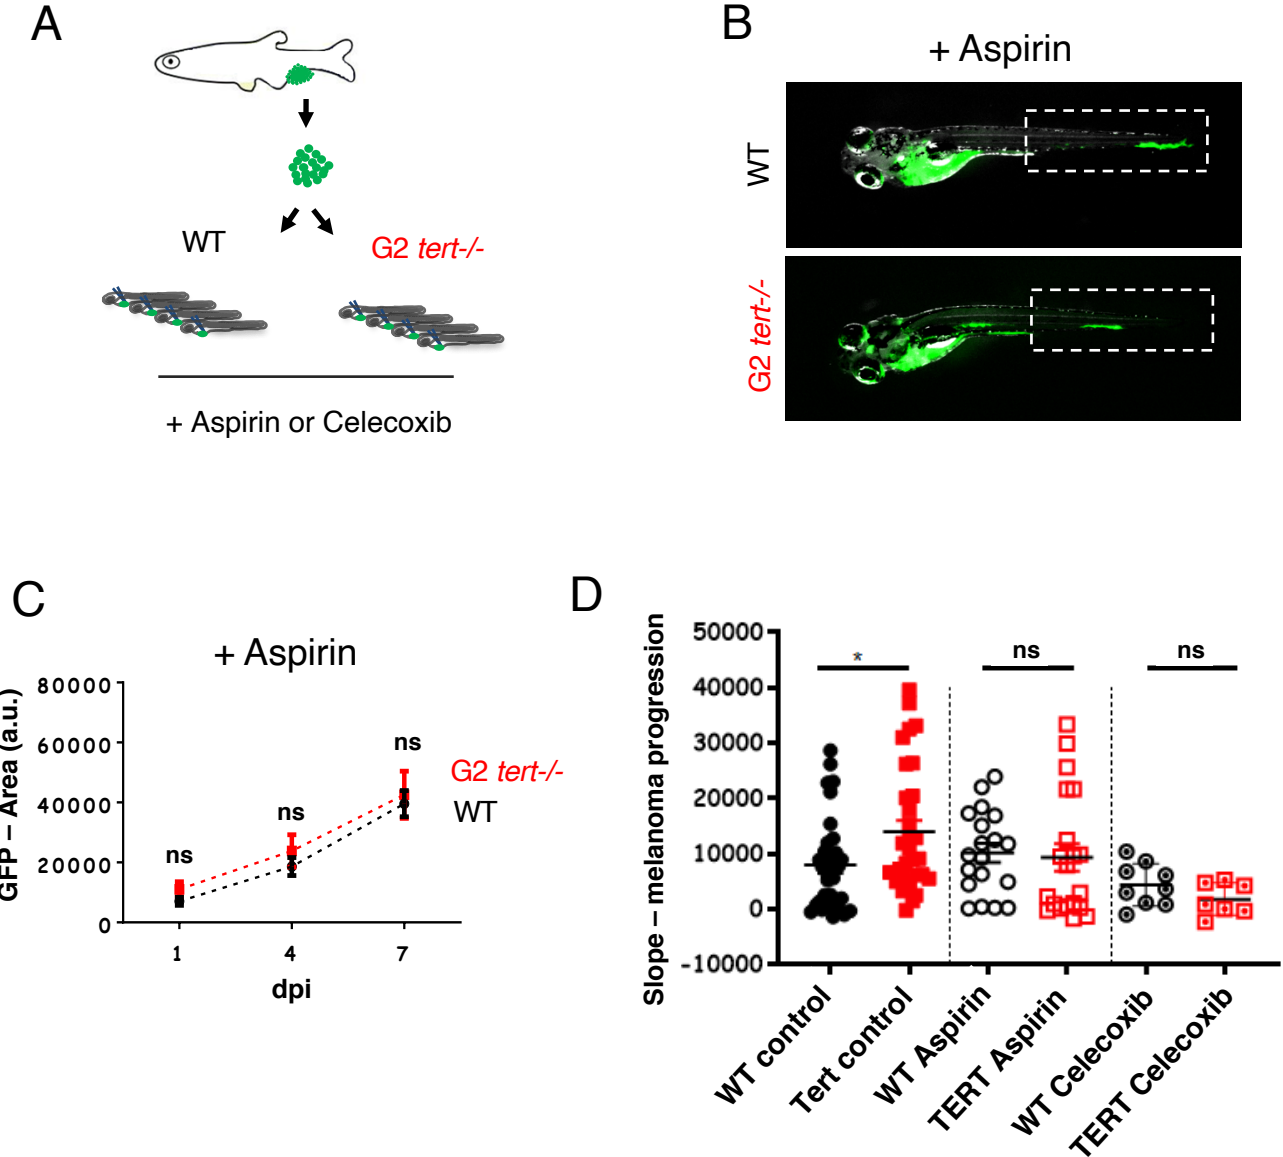 A
WT
G2 tert-/-
+ Aspirin or Celecoxib
B
+ Aspirin
WT
G2 tert-/-
C
+ Aspirin
GFP – Area (a.u.)
80000
60000
40000
20000
0
ns
ns
ns
G2 tert-/-
WT
1
4
7
dpi
D
Slope – melanoma progression
50000
40000
30000
20000
10000
0
-10000
*
ns
ns
WT control
Tert control
WT Aspirin
TERT Aspirin
WT Celecoxib
TERT Celecoxib